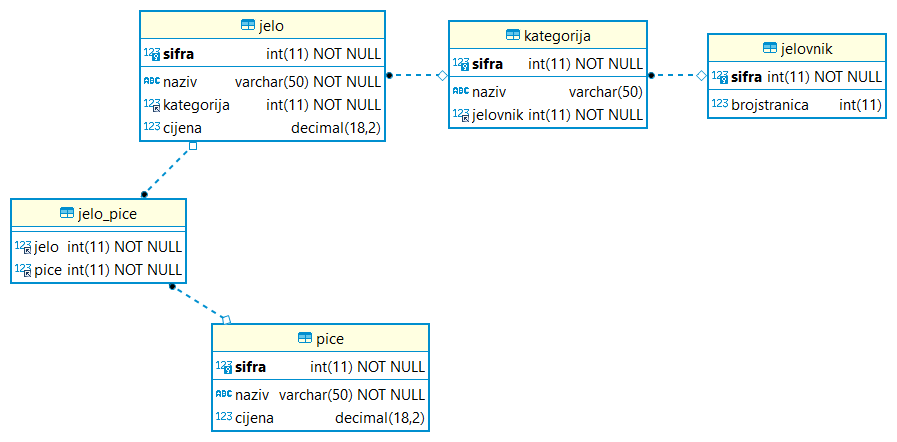 jelo
123 sifra int(11) NOT NULL
ABC naziv varchar(50) NOT NULL
123 kategorija int(11) NOT NULL
123 cijena decimal(18,2)
kategorija
123 sifra int(11) NOT NULL
ABC naziv varchar(50)
123 jelovnik int(11) NOT NULL
jelovnik
123 sifra int(11) NOT NULL
123 brojstranica int(11)
jelo_pice
123 jelo int(11) NOT NULL
123 pice int(11) NOT NULL
pice
123 sifra int(11) NOT NULL
ABC naziv varchar(50) NOT NULL
123 cijena decimal(18,2)